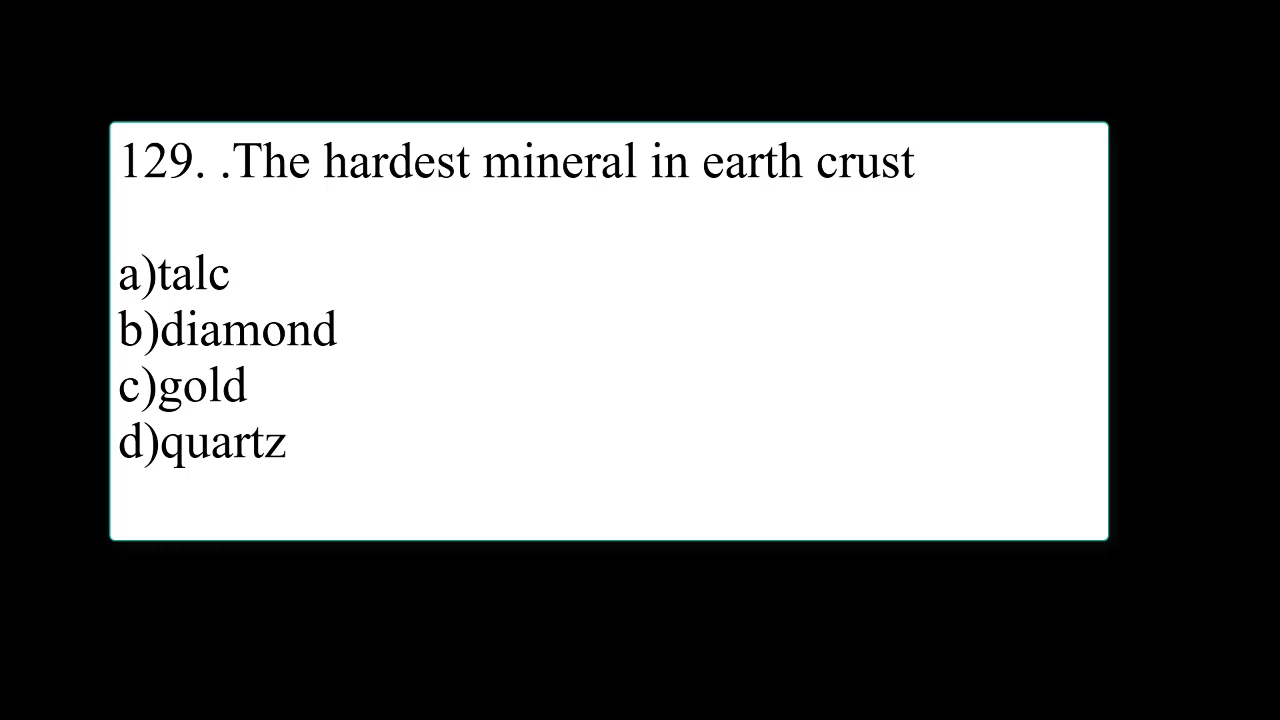 129. .The hardest mineral in earth crust
a)talc
b)diamond
c)gold
d)quartz